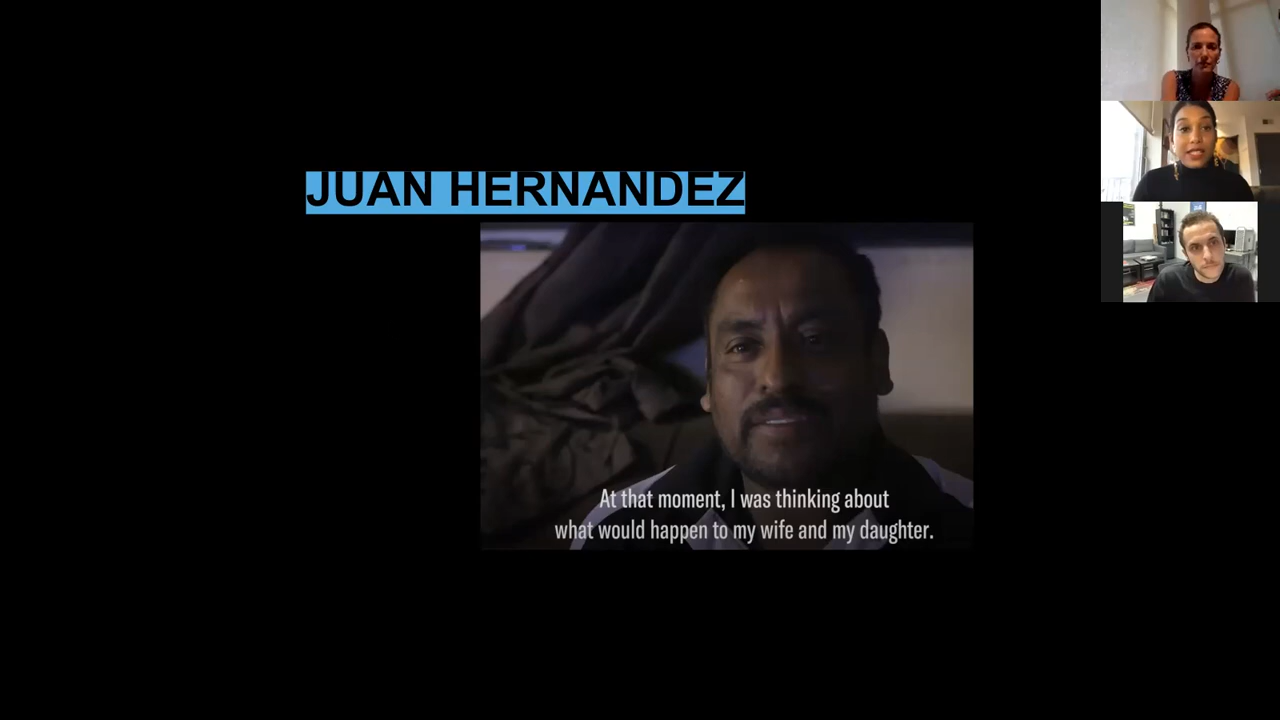 JUAN HERNANDEZ
At that moment, I was thinking about
what would happen to my wife and my daughter.